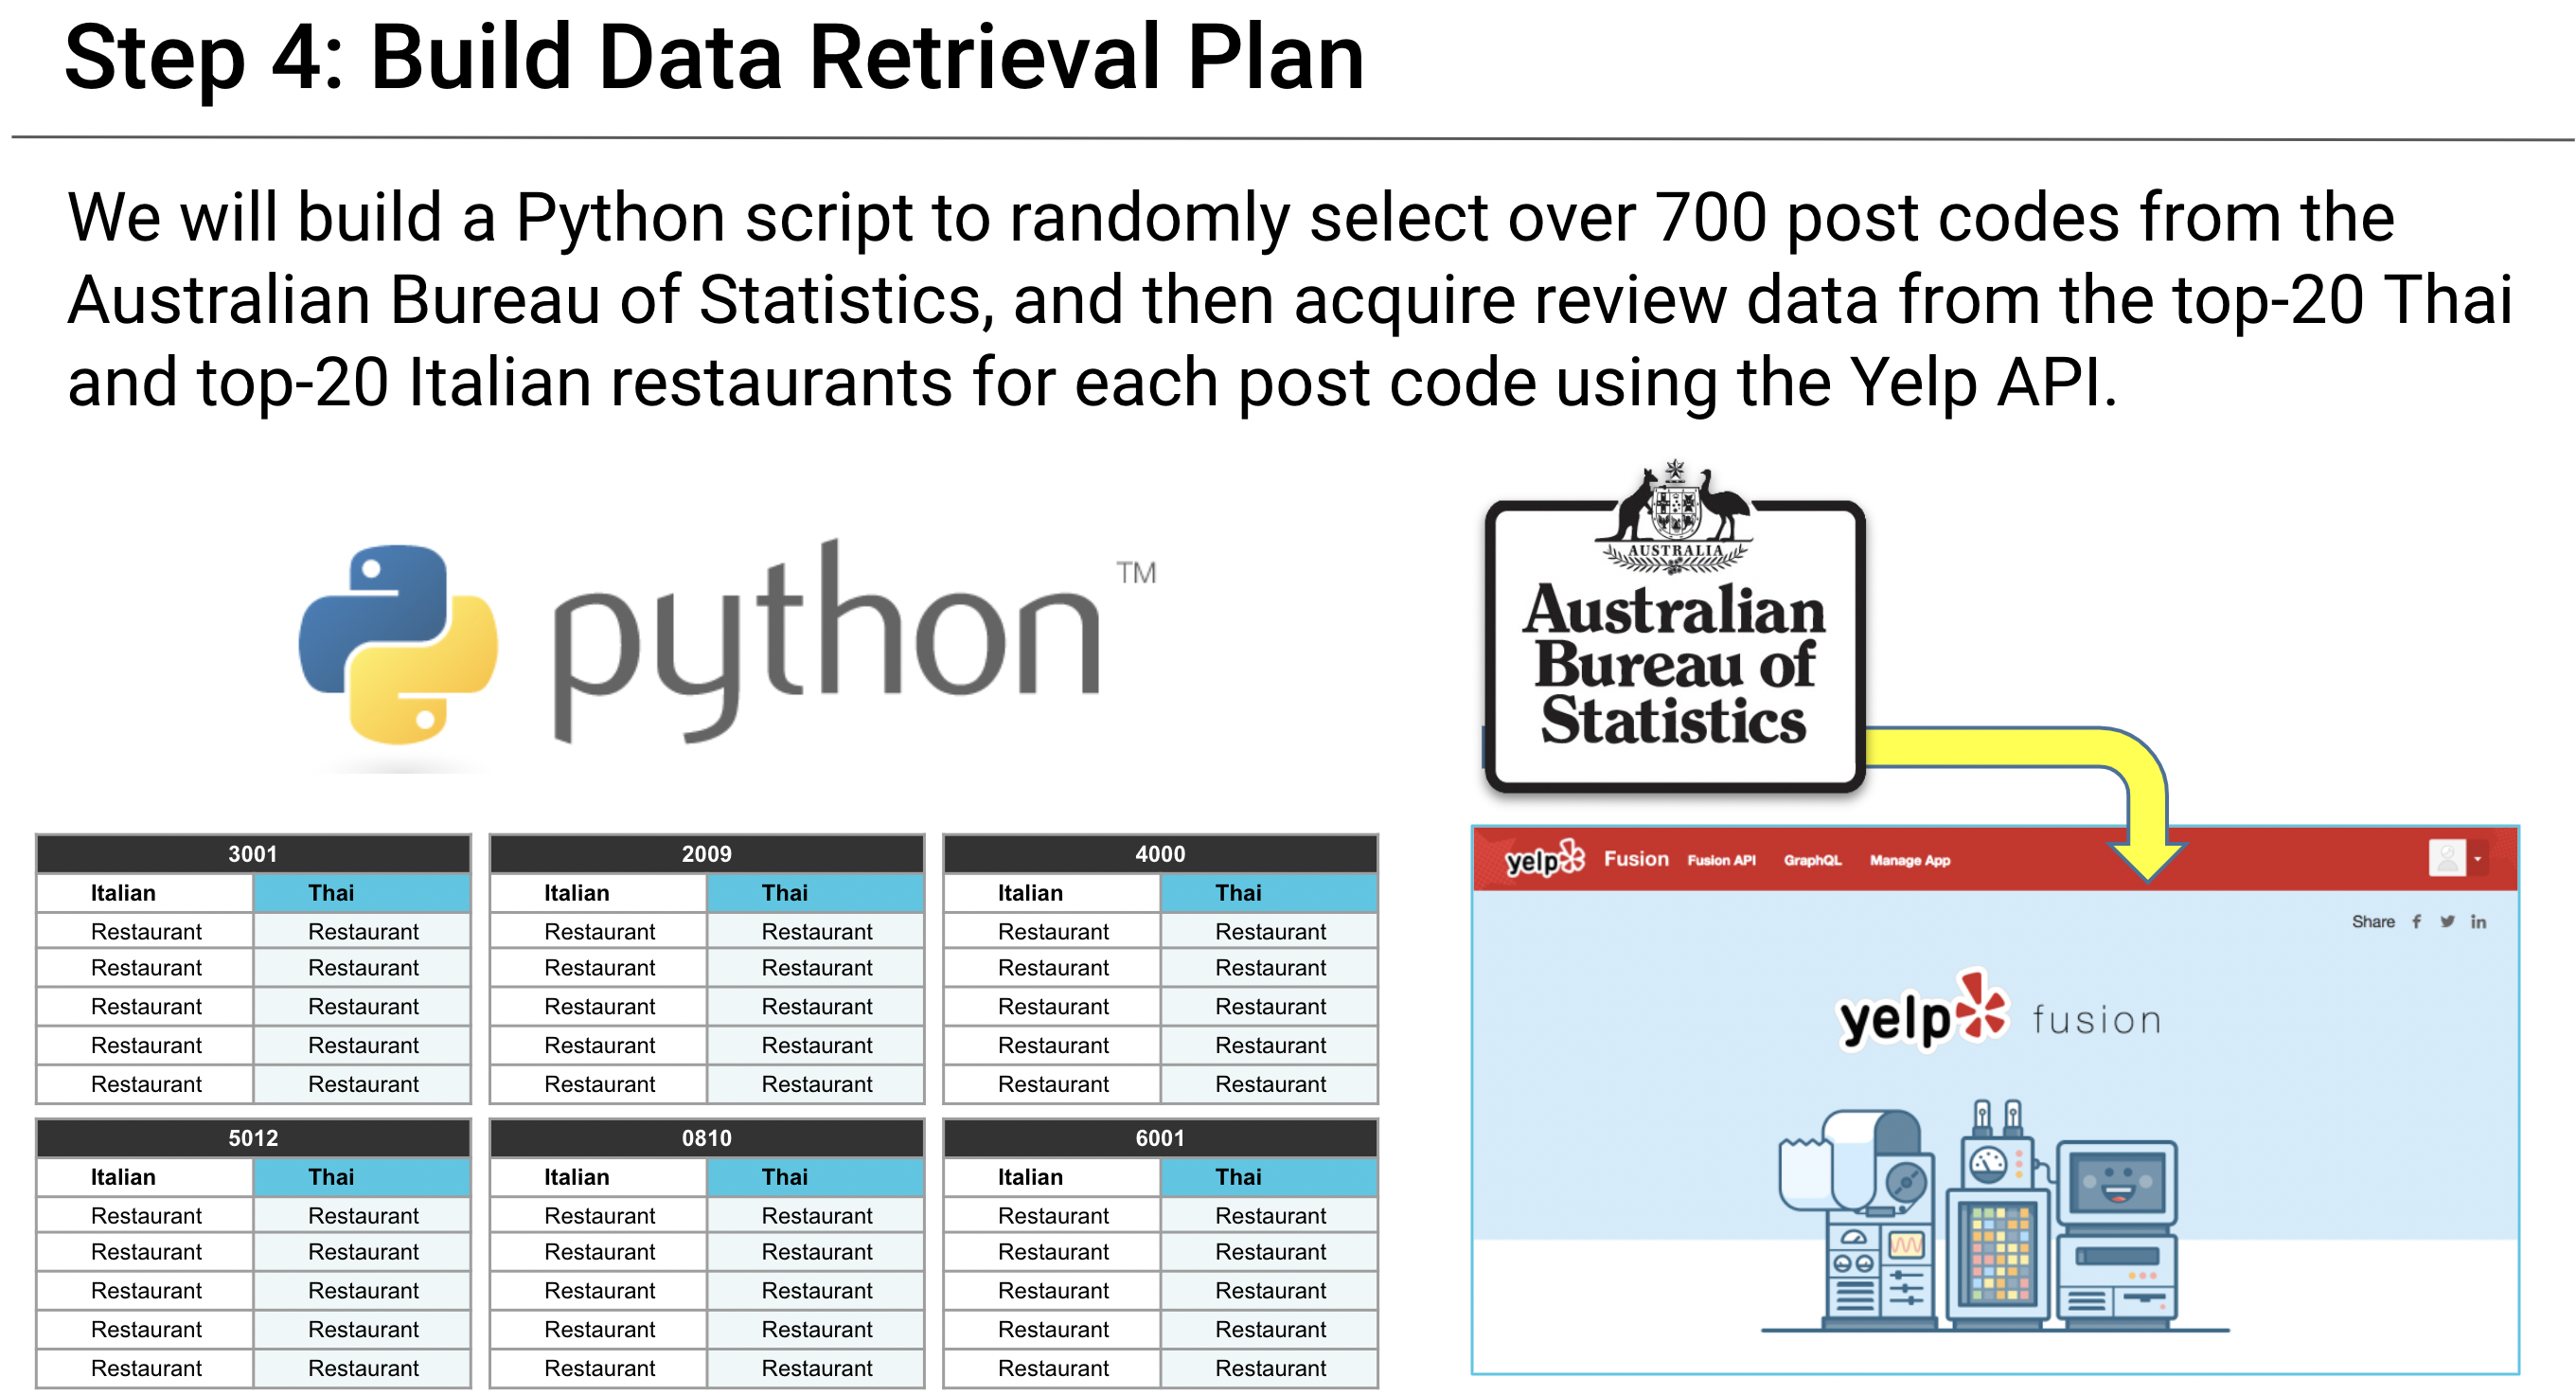 Step 4: Build Data Retrieval Plan
We will build a Python script to randomly select over 700 post codes from the
Australian Bureau of Statistics, and then acquire review data from the top-20 Thai
and top-20 Italian restaurants for each post code using the Yelp API.
python TM
AUSTRALIA
Australian
Bureau of
Statistics
3001
Italian Thai
Restaurant Restaurant
Restaurant Restaurant
Restaurant Restaurant
Restaurant Restaurant
Restaurant Restaurant
2009
Italian Thai
Restaurant Restaurant
Restaurant Restaurant
Restaurant Restaurant
Restaurant Restaurant
Restaurant Restaurant
4000
Italian Thai
Restaurant Restaurant
Restaurant Restaurant
Restaurant Restaurant
Restaurant Restaurant
Restaurant Restaurant
5012
Italian Thai
Restaurant Restaurant
Restaurant Restaurant
Restaurant Restaurant
Restaurant Restaurant
Restaurant Restaurant
0810
Italian Thai
Restaurant Restaurant
Restaurant Restaurant
Restaurant Restaurant
Restaurant Restaurant
Restaurant Restaurant
6001
Italian Thai
Restaurant Restaurant
Restaurant Restaurant
Restaurant Restaurant
Restaurant Restaurant
Restaurant Restaurant
yelp Fusion Fusion API GraphQL Manage App
Share f in
yelp fusion